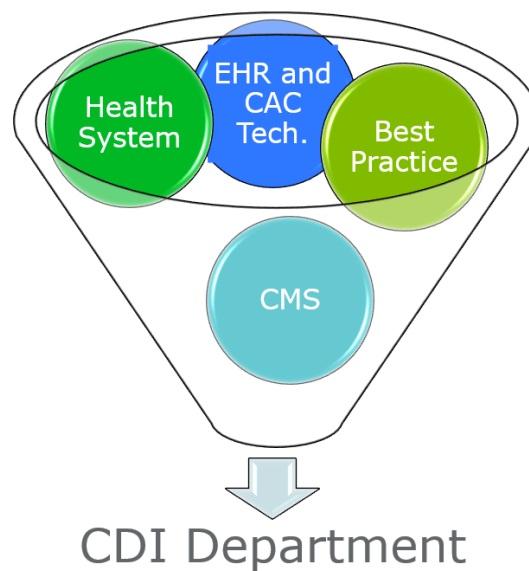 Health
System
EHR and
CAC
Tech.
Best
Practice
CMS
CDI Department